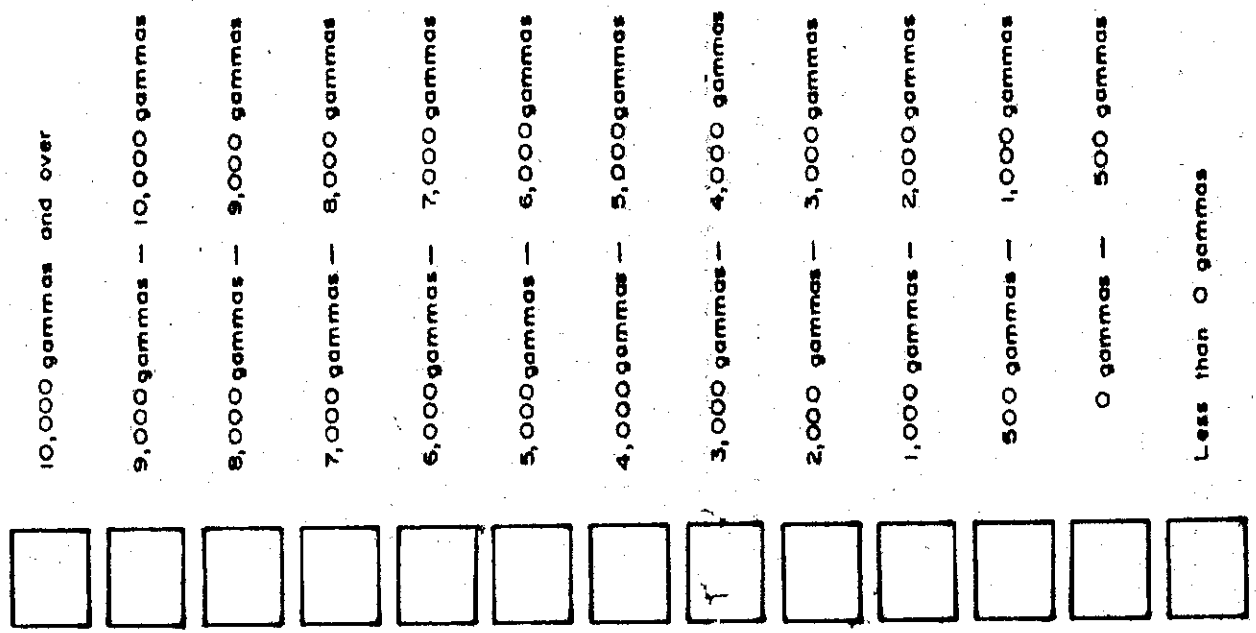 10,000 gammas and over
9,000 gammas — 10,000 gammas
8,000 gammas — 9,000 gammas
7,000 gammas — 8,000 gammas
6,000 gammas — 7,000 gammas
5,000 gammas — 6,000 gammas
4,000 gammas — 5,000 gammas
3,000 gammas — 4,000 gammas
2,000 gammas — 3,000 gammas
1,000 gammas — 2,000 gammas
500 gammas — 1,000 gammas
0 gammas — 500 gammas
Less than 0 gammas